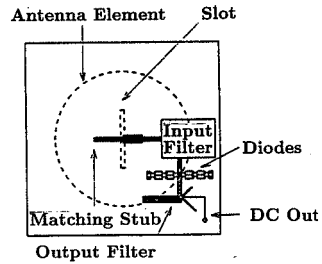 Antenna Element
Slot
Input
Filter
Diodes
Matching Stub
DC Out
Output Filter